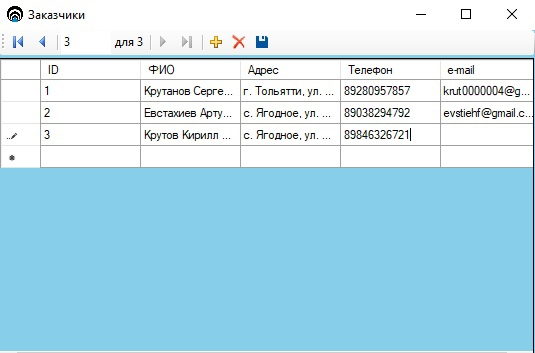 Заказчики
3 для 3
ID ФИО Адрес Телефон e-mail
1 Крутанов Серге... г. Тольятти, ул. ... 89280957857 krut0000004@g...
2 Евстахиев Арту... с. Ягодное, ул. ... 89038294792 evstiehf@gmail.c...
3 Крутов Кирилл ... с. Ягодное, ул. ... 89846326721